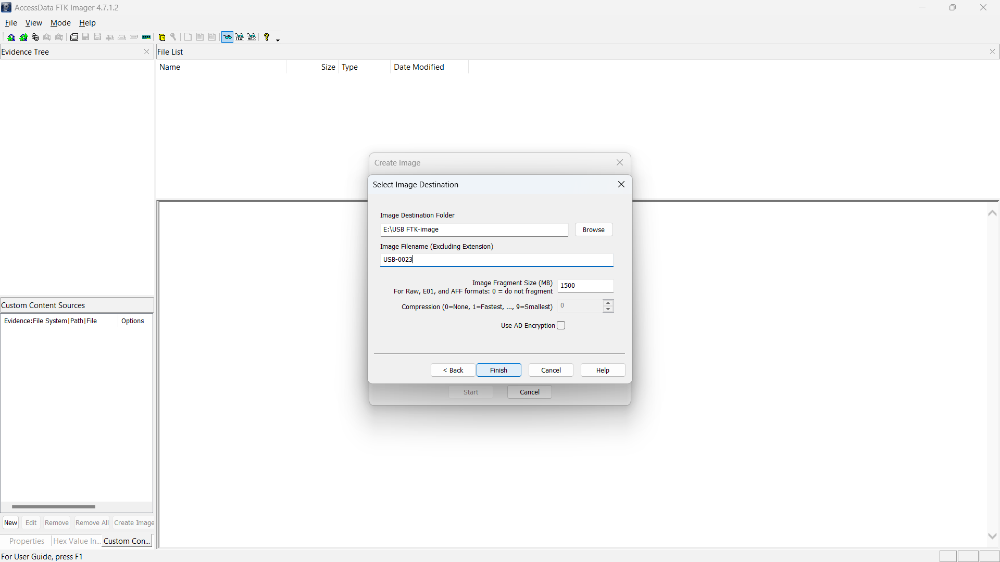 AccessData FTK Imager 4.7.1.2
File View Mode Help
TEXT HEX ?
Evidence Tree
File List
Name Size Type Date Modified
Create Image
Select Image Destination
Image Destination Folder
E:\USB FTK-image Browse
Image Filename (Excluding Extension)
USB-0023
Image Fragment Size (MB) 1500
For Raw, E01, and AFF formats: 0 = do not fragment
Compression (0=None, 1=Fastest, ..., 9=Smallest) 0
Use AD Encryption
< Back Finish Cancel Help
Start Cancel
Custom Content Sources
Evidence:File System|Path|File Options
New Edit Remove Remove All Create Image
Properties Hex Value In... Custom Con...
For User Guide, press F1